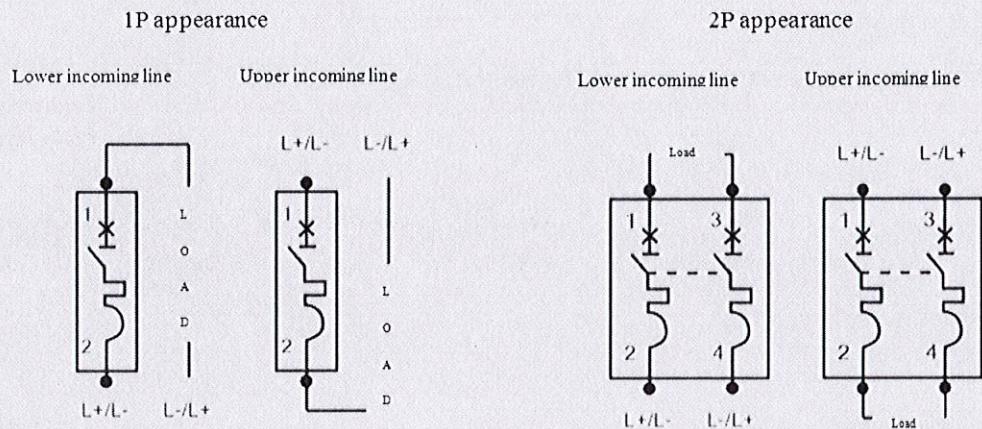 1P appearance
2P appearance
Lower incoming line
Upper incoming line
Lower incoming line
Upper incoming line
L+/L-
L-/L+
1
2
L
O
A
D
L+/L-
L-/L+
1
2
L
O
A
D
Load
1
3
2
4
L+/L-
L-/L+
L+/L-
L-/L+
1
3
2
4
Load